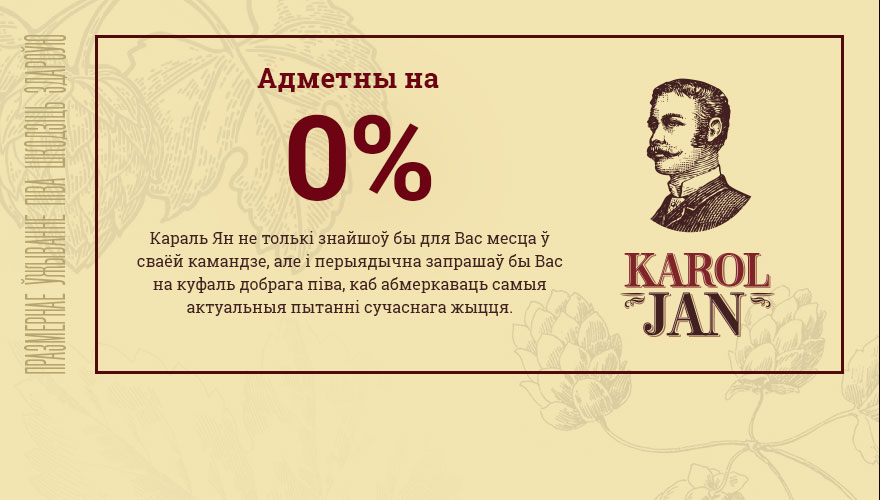 Адметны на
0%
Караль Ян не толькі знайшоў бы для Вас месца ў
сваёй камандзе, але і перыядычна запрашаў бы Вас
на куфаль добрага піва, каб абмеркаваць самыя
актуальныя пытанні сучаснага жыцця.
KAROL
JAN
ПРАЗМЕРНАЕ ЎЖЫВАННЕ ПІВА ШКОДЗІЦЬ ЗДАРОЎЮ